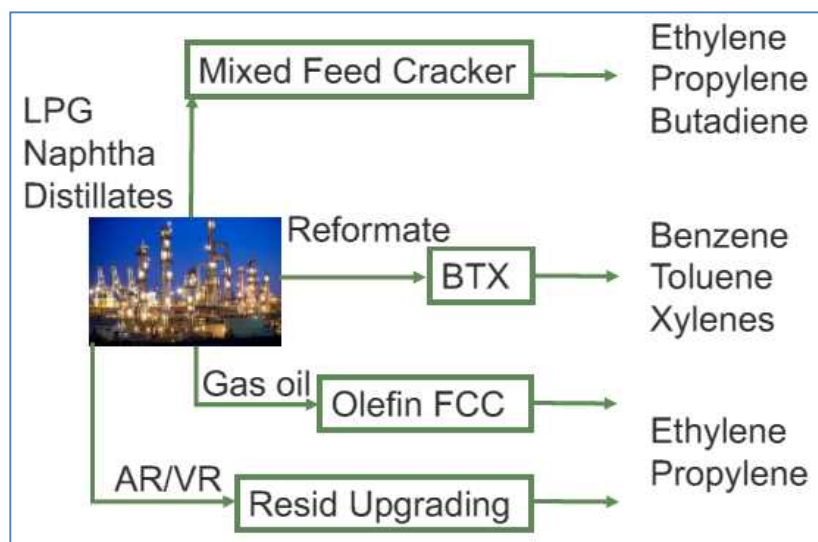 Mixed Feed Cracker
Ethylene
Propylene
Butadiene
LPG
Naphtha
Distillates
Reformate
BTX
Benzene
Toluene
Xylenes
Gas oil
Olefin FCC
Ethylene
Propylene
AR/VR
Resid Upgrading